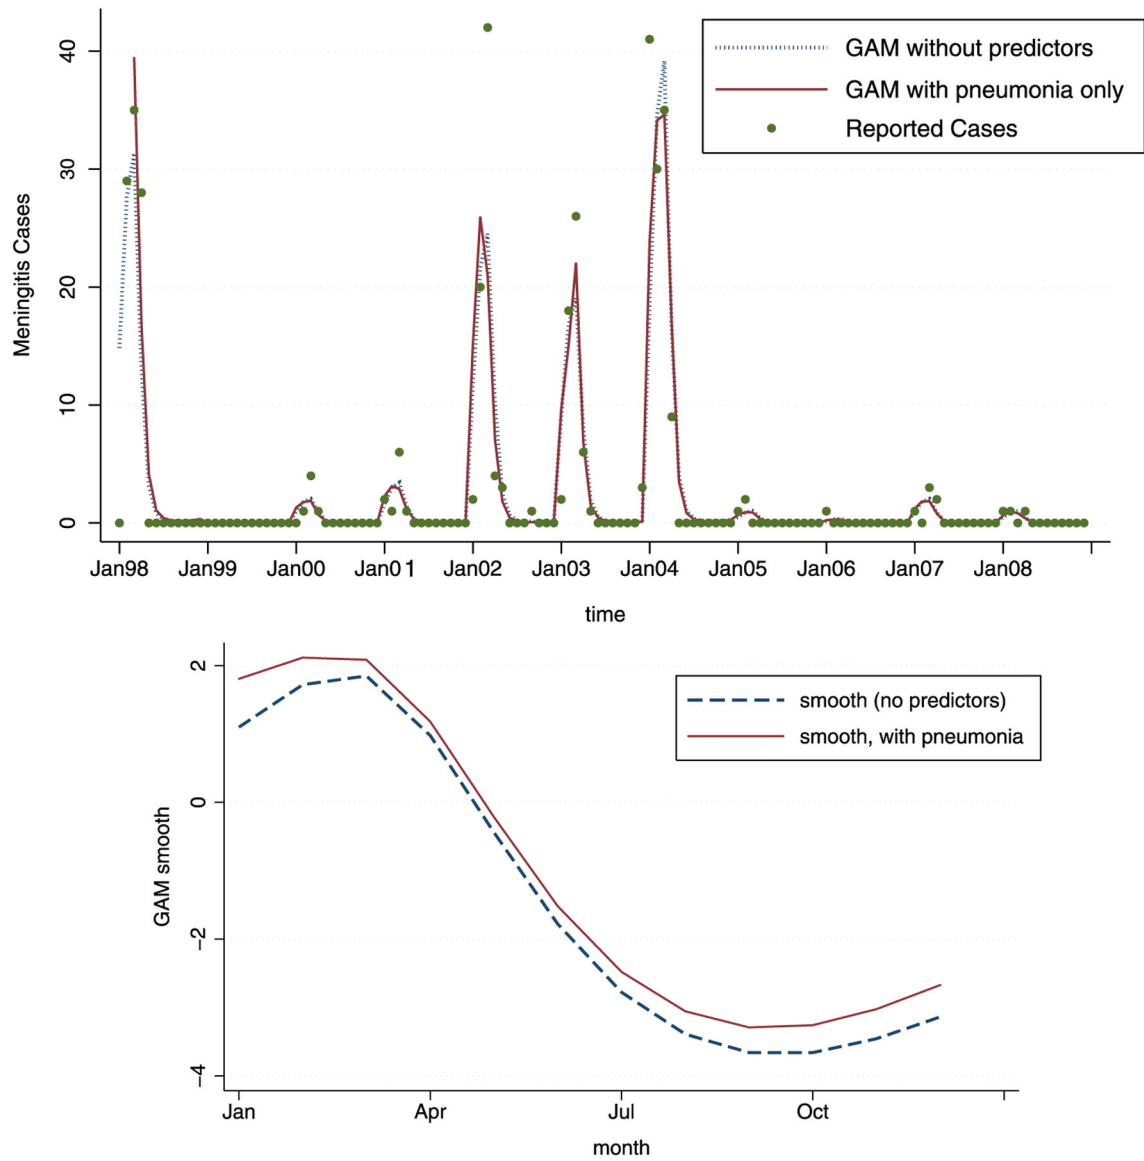 GAM without predictors
GAM with pneumonia only
Reported Cases
Meningitis Cases
40
30
20
10
0
Jan98 Jan99 Jan00 Jan01 Jan02 Jan03 Jan04 Jan05 Jan06 Jan07 Jan08
time
smooth (no predictors)
smooth, with pneumonia
GAM smooth
2
0
−2
−4
Jan Apr Jul Oct
month